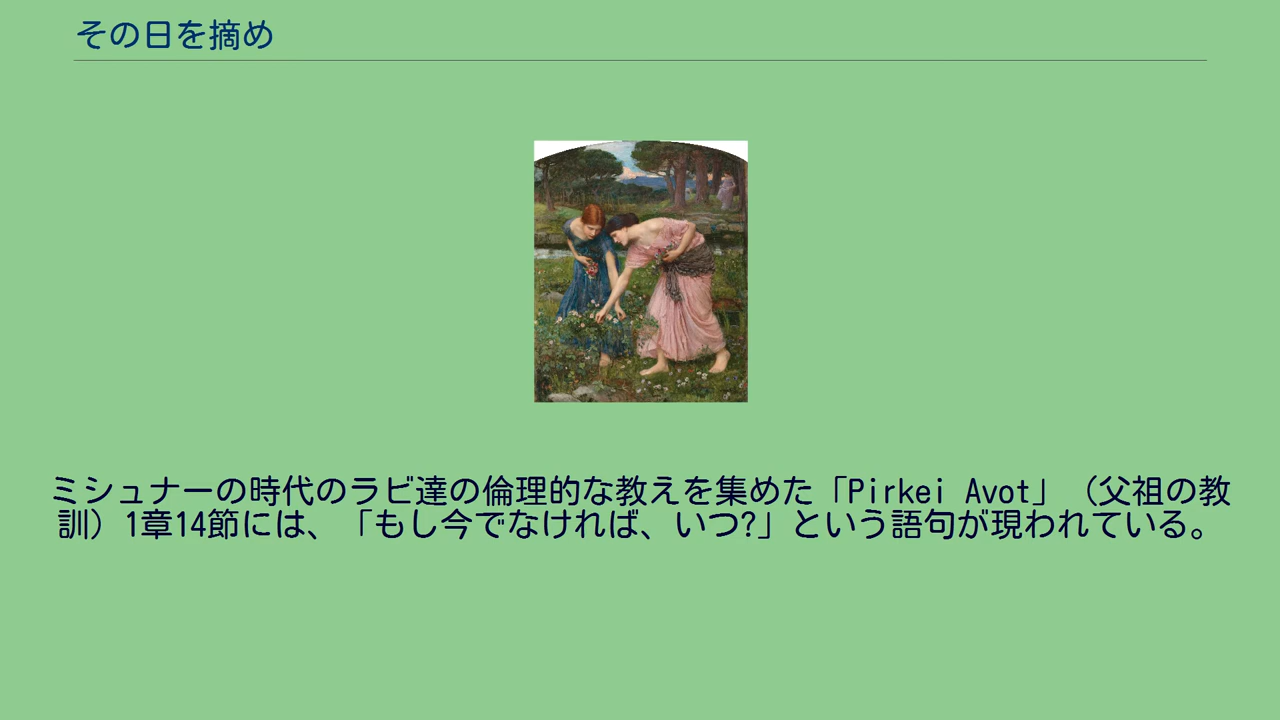 その日を摘め
ミシュナーの時代のラビ達の倫理的な教えを集めた「Pirkei Avot」（父祖の教
訓）1章14節には、「もし今でなければ、いつ?」という語句が現われている。